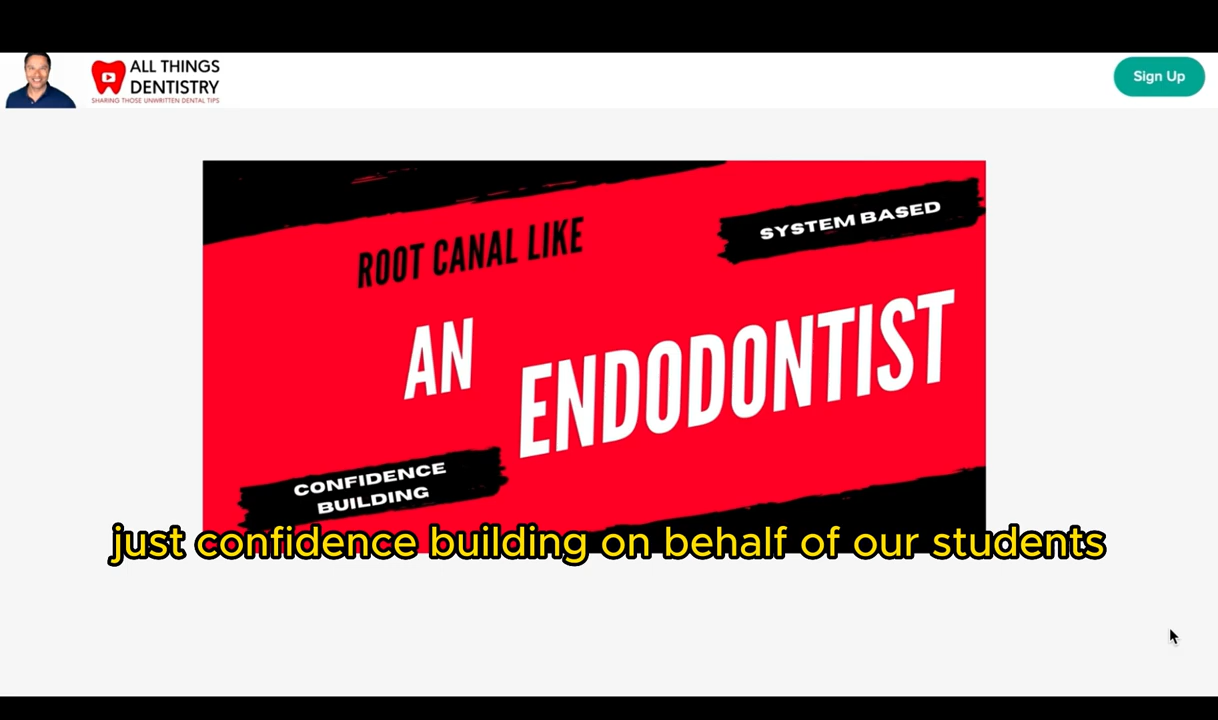 ALL THINGS
DENTISTRY
SHARING THOSE UNWRITTEN DENTAL TIPS
Sign Up
ROOT CANAL LIKE
SYSTEM BASED
AN
ENDODONTIST
CONFIDENCE
BUILDING
just confidence building on behalf of our students